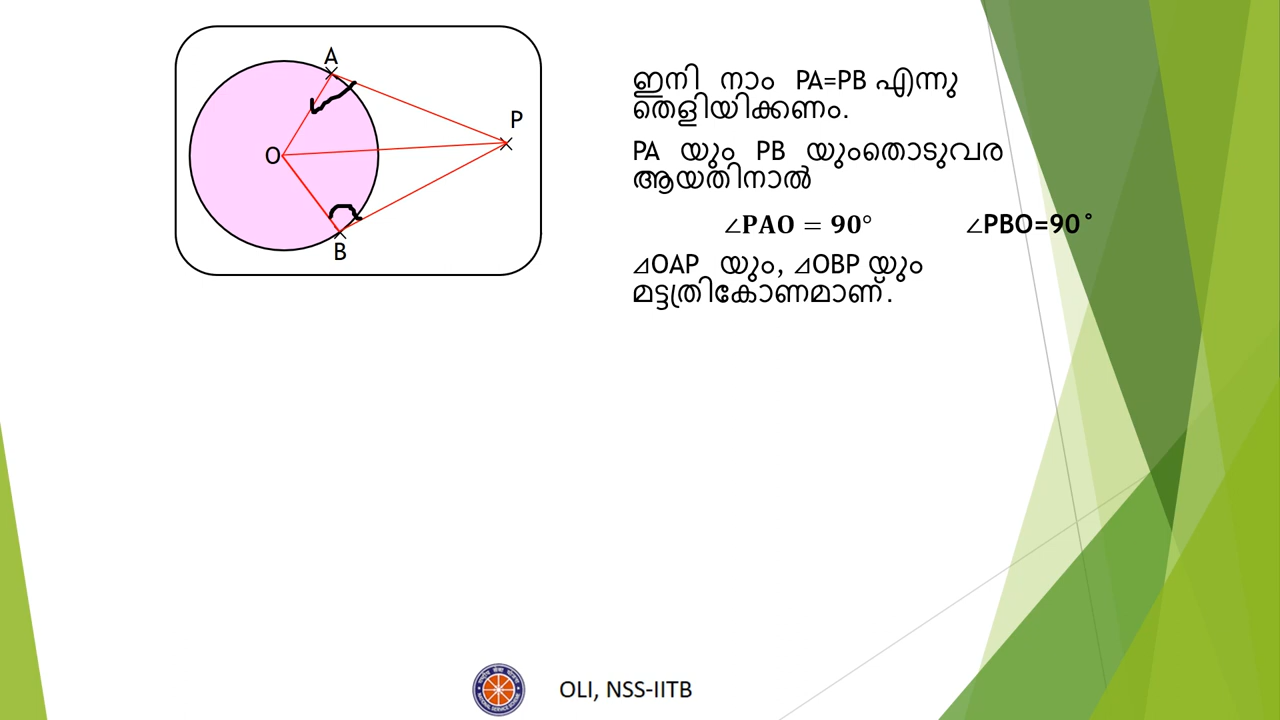 A
P
O
B
ഇനി നാം PA=PB എന്നു
തെളിയിക്കണം.
PA യും PB യുംതൊടുവര
ആയതിനാൽ
∠PAO = 90° ∠PBO=90˚
⊿OAP യും, ⊿OBP യും
മട്ടത്രികോണമാണ്.
OLI, NSS-IITB